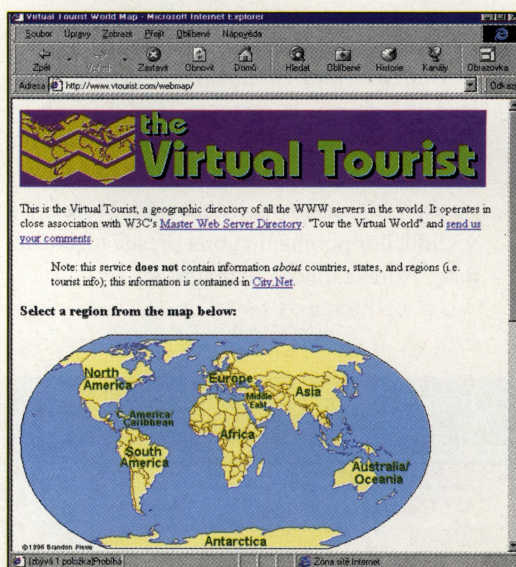 Virtual Tourist World Map - Microsoft Internet Explorer
Soubor Úpravy Zobrazit Přejít Oblíbené Nápověda
Zpět Vpřed Zastavit Obnovit Domů Hledat Oblíbené Historie Kanály Obrazovka
Adresa http://www.vtourist.com/webmap/ Odkazy
the
Virtual Tourist
This is the Virtual Tourist, a geographic directory of all the WWW servers in the world. It operates in
close association with W3C's Master Web Server Directory. "Tour the Virtual World" and send us
your comments.
Note: this service does not contain information about countries, states, and regions (i.e.
tourist info); this information is contained in City.Net.
Select a region from the map below:
North
America
Europe
Asia
Middle
East
C. America/
Caribbean
Africa
South
America
Australia/
Oceania
Antarctica
©1996 Brandon Plewe
(zbývá 1 položka)Probíhá
Zóna sítě Internet